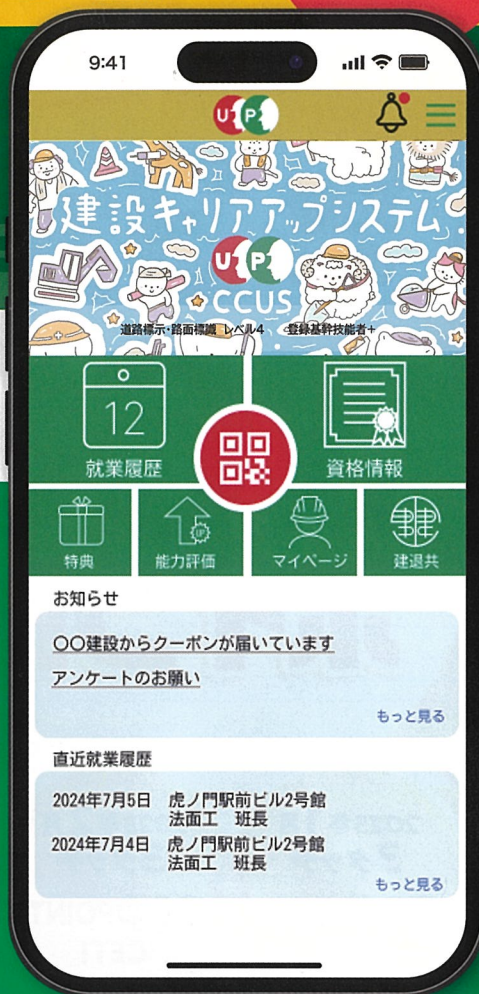 9:41
UP
建設キャリアアップシステム
UP
CCUS
道路標示・路面標識 レベル4 登録基幹技能者+
12
就業履歴
資格情報
UP
特典
能力評価
マイページ
建退共
お知らせ
〇〇建設からクーポンが届いています
アンケートのお願い
もっと見る
直近就業履歴
2024年7月5日 虎ノ門駅前ビル2号館
法面工 班長
2024年7月4日 虎ノ門駅前ビル2号館
法面工 班長
もっと見る